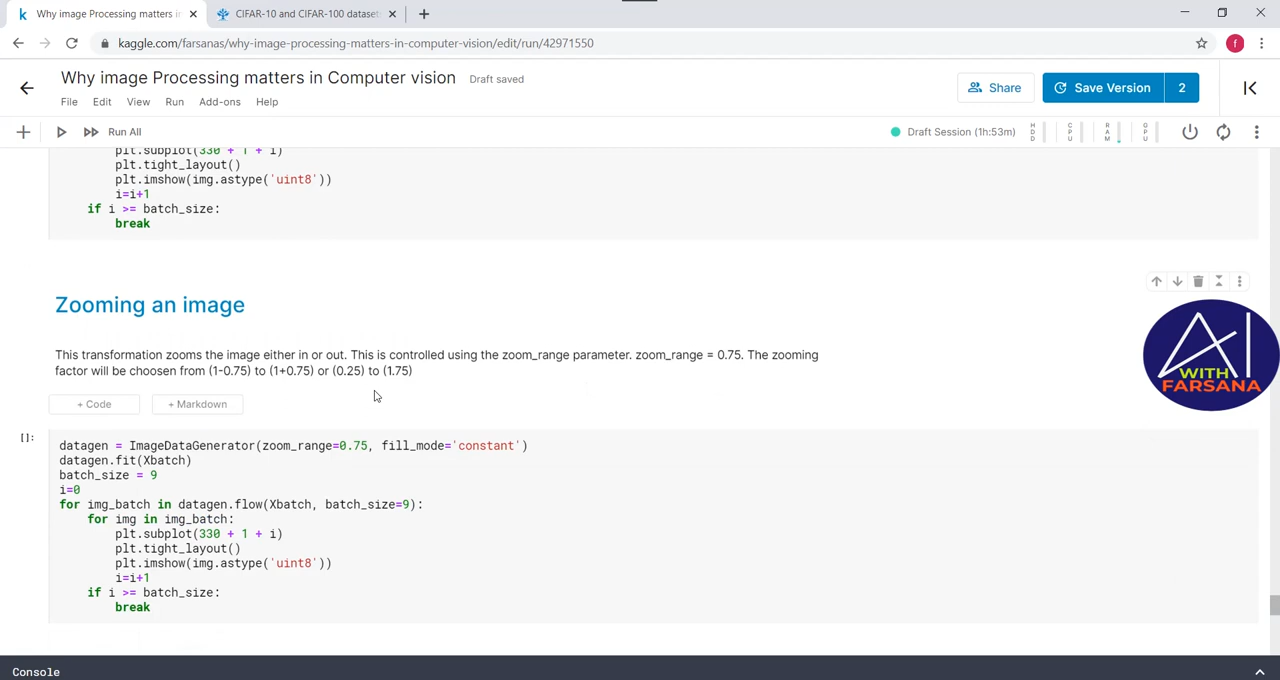 k Why image Processing matters in
CIFAR-10 and CIFAR-100 dataset
kaggle.com/farsanas/why-image-processing-matters-in-computer-vision/edit/run/42971550
f
Why image Processing matters in Computer vision
Draft saved
File Edit View Run Add-ons Help
Share
Save Version
2
Run All
Draft Session (1h:53m)
HDD
CPU
RAM
GPU
plt.subplot(330 + 1 + i)
plt.tight_layout()
plt.imshow(img.astype('uint8'))
i=i+1
if i >= batch_size:
break
Zooming an image
This transformation zooms the image either in or out. This is controlled using the zoom_range parameter. zoom_range = 0.75. The zooming
factor will be choosen from (1-0.75) to (1+0.75) or (0.25) to (1.75)
+ Code
+ Markdown
AI
WITH
FARSANA
[]:
datagen = ImageDataGenerator(zoom_range=0.75, fill_mode='constant')
datagen.fit(Xbatch)
batch_size = 9
i=0
for img_batch in datagen.flow(Xbatch, batch_size=9):
for img in img_batch:
plt.subplot(330 + 1 + i)
plt.tight_layout()
plt.imshow(img.astype('uint8'))
i=i+1
if i >= batch_size:
break
Console